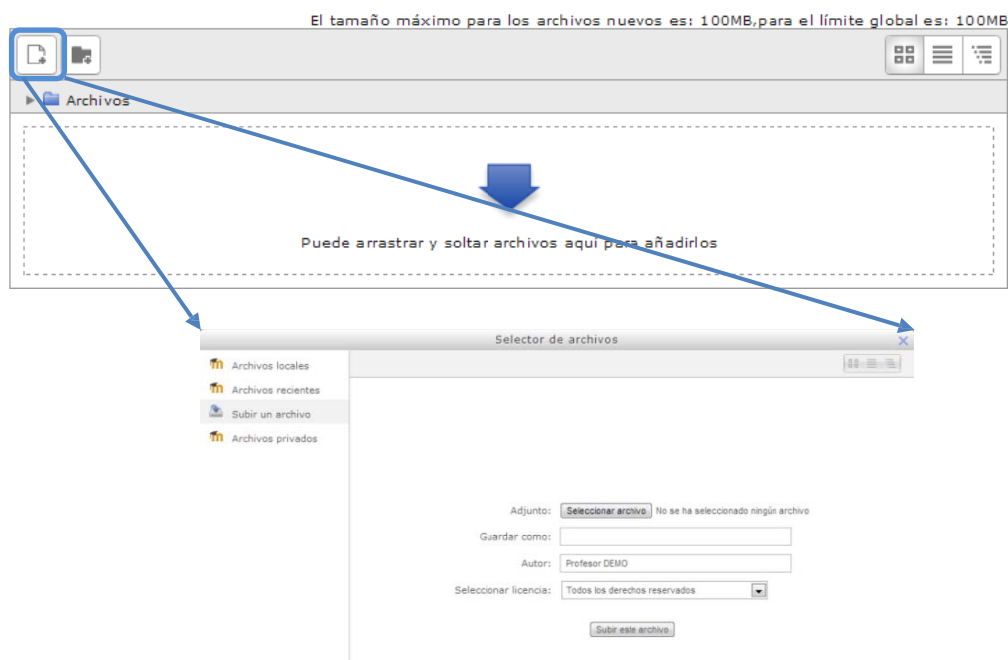 El tamaño máximo para los archivos nuevos es: 100MB,para el límite global es: 100MB
Archivos
Puede arrastrar y soltar archivos aquí para añadirlos
Selector de archivos
Archivos locales
Archivos recientes
Subir un archivo
Archivos privados
Adjunto: Seleccionar archivo No se ha seleccionado ningún archivo
Guardar como:
Autor: Profesor DEMO
Seleccionar licencia: Todos los derechos reservados
Subir este archivo